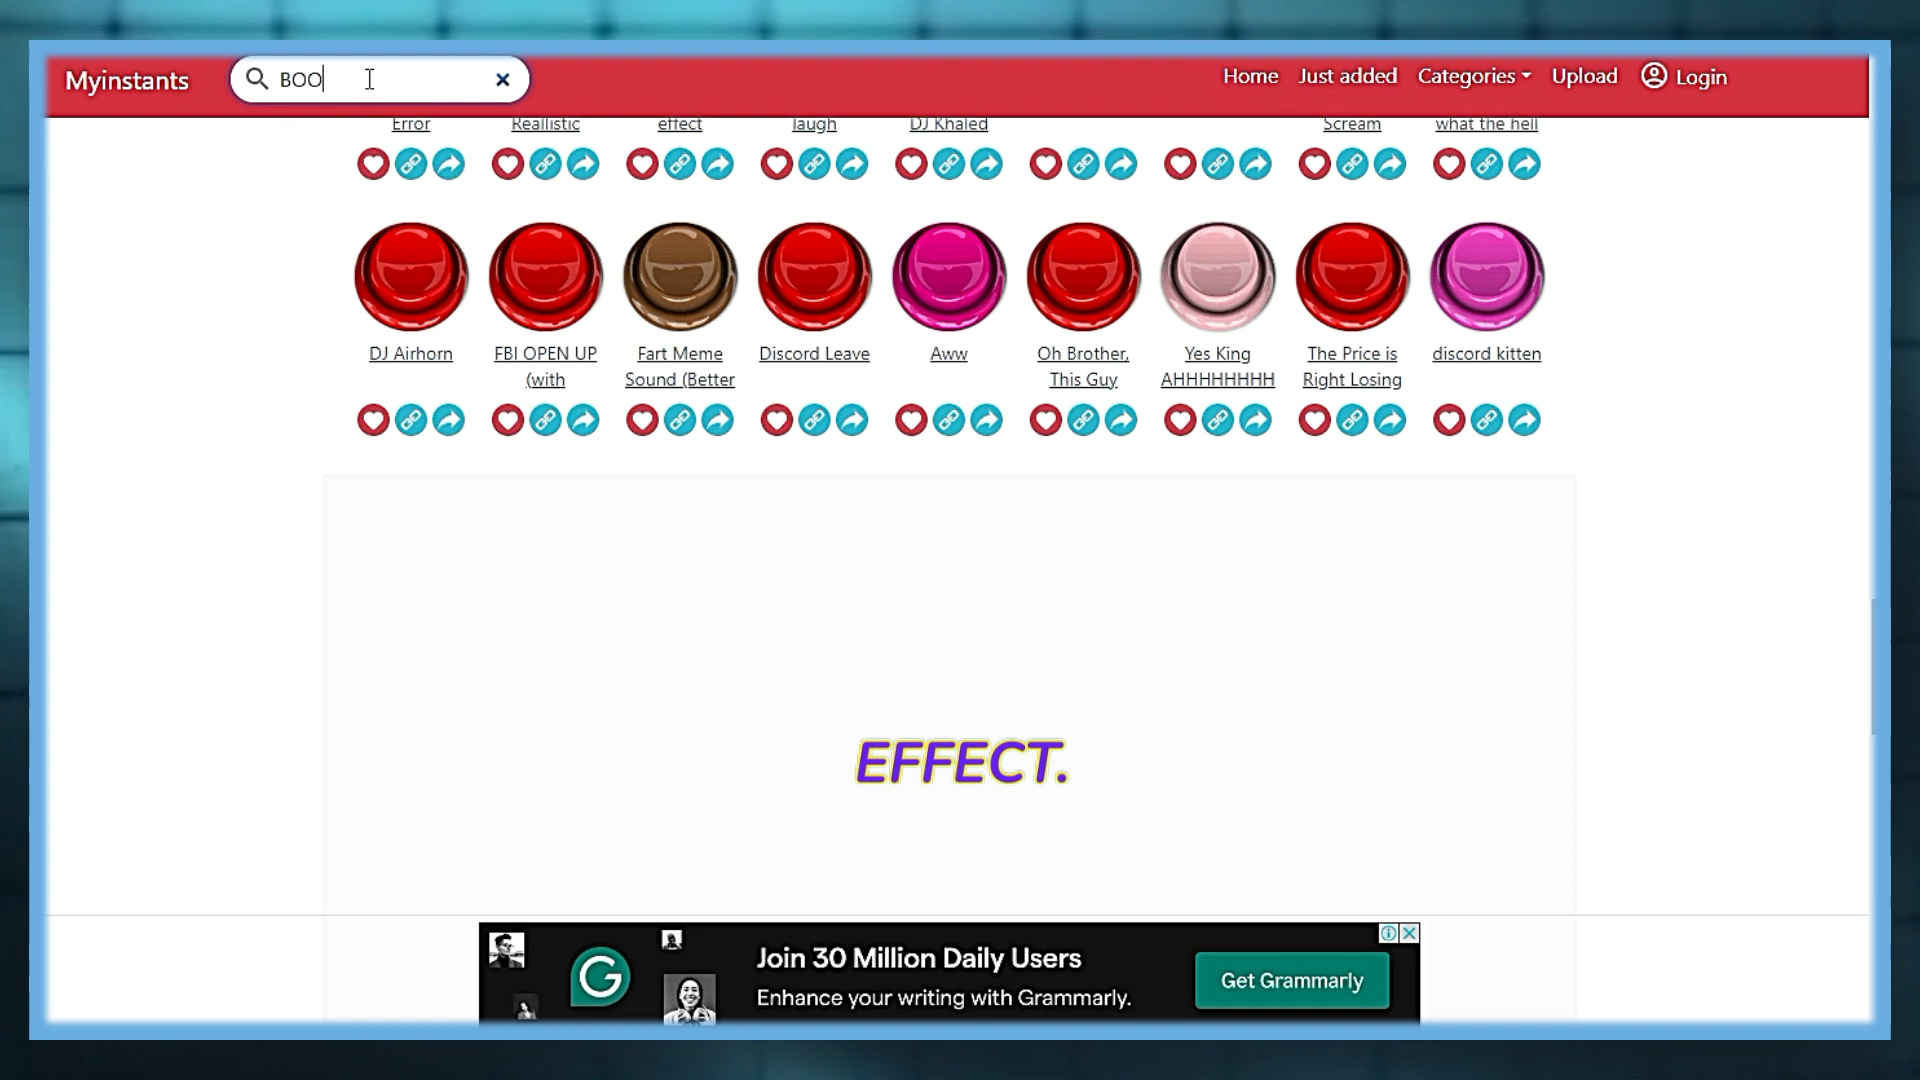 Myinstants
BOO
Home Just added Categories Upload Login
Error Reallistic effect laugh DJ Khaled Scream what the hell
DJ Airhorn FBI OPEN UP Fart Meme Discord Leave Aww Oh Brother, Yes King The Price is discord kitten
(with Sound (Better This Guy AHHHHHHHH Right Losing
EFFECT.
Join 30 Million Daily Users
Enhance your writing with Grammarly.
Get Grammarly